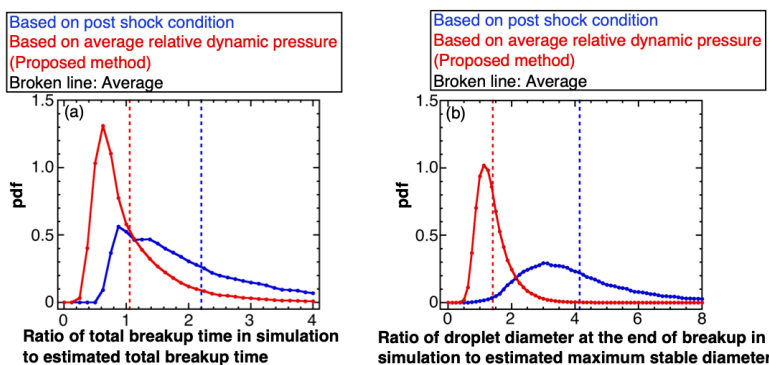 Based on post shock condition
Based on average relative dynamic pressure
(Proposed method)
Broken line: Average
1.5
(a)
1.0
pdf
0.5
0
0
1
2
3
4
Ratio of total breakup time in simulation
to estimated total breakup time
Based on post shock condition
Based on average relative dynamic pressure
(Proposed method)
Broken line: Average
1.5
(b)
1.0
pdf
0.5
0
0
2
4
6
8
Ratio of droplet diameter at the end of breakup in
simulation to estimated maximum stable diameter